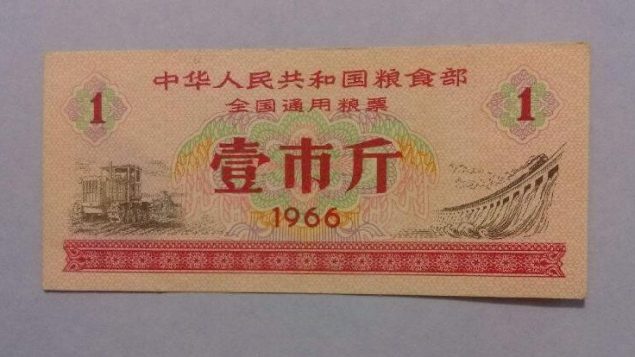 中华人民共和国粮食部
全国通用粮票
1
1
壹市斤
1966